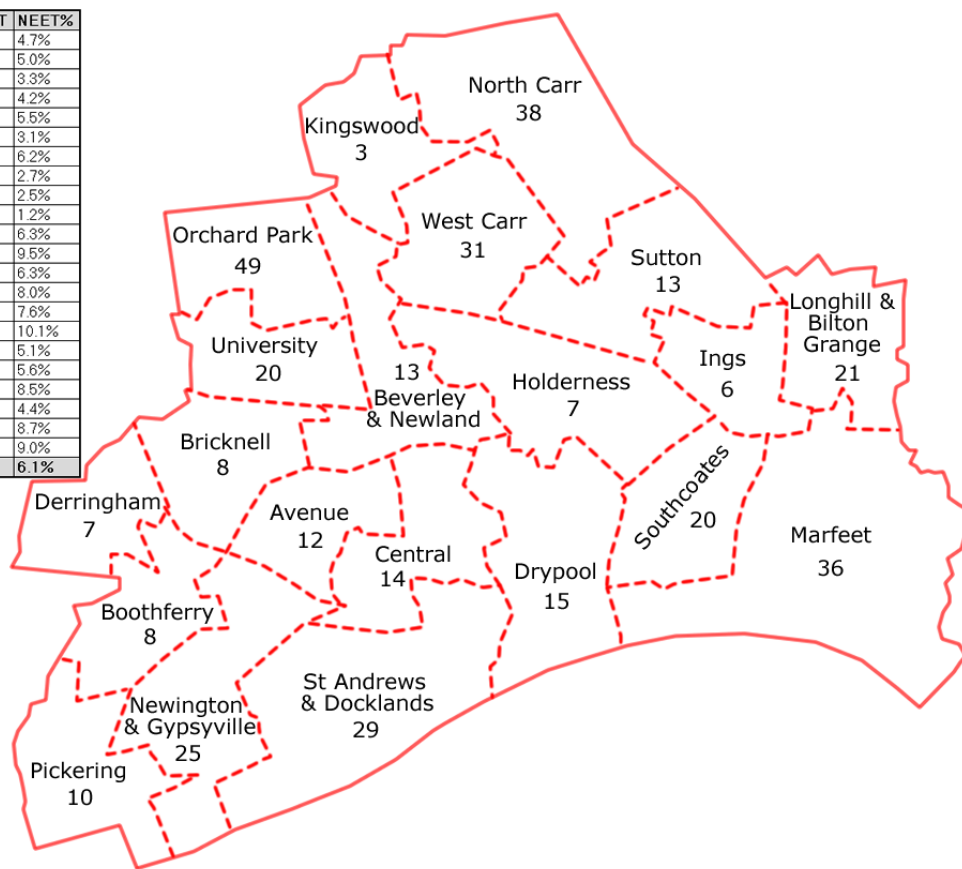 T NEET%
4.7%
5.0%
3.3%
4.2%
5.5%
3.1%
6.2%
2.7%
2.5%
1.2%
6.3%
9.5%
6.3%
8.0%
7.6%
10.1%
5.1%
5.6%
8.5%
4.4%
8.7%
9.0%
6.1%
North Carr
38
Kingswood
3
West Carr
31
Orchard Park
49
Sutton
13
Longhill &
Bilton
Grange
21
University
20
Ings
6
13
Beverley
& Newland
Holderness
7
Bricknell
8
Derringham
7
Avenue
12
Southcoates
20
Central
14
Marfeet
36
Drypool
15
Boothferry
8
St Andrews
& Docklands
29
Newington
& Gypsyville
25
Pickering
10